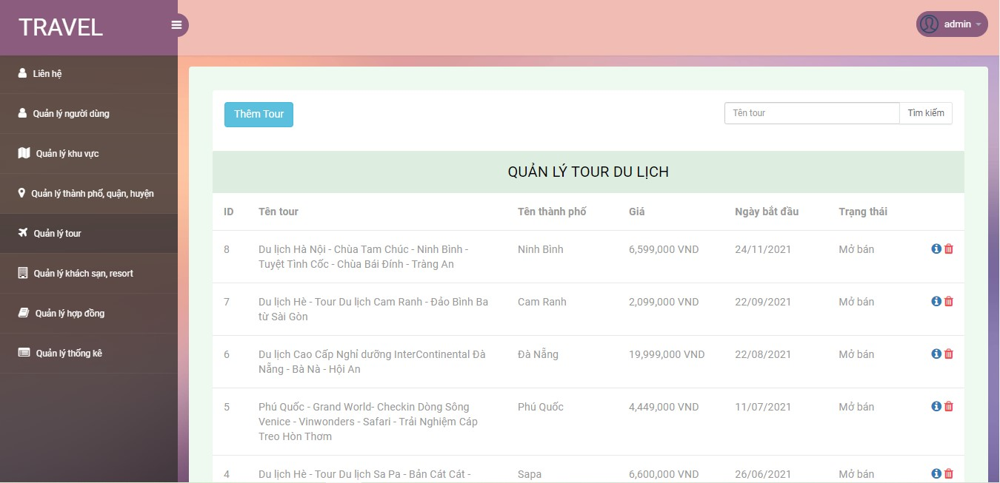 TRAVEL
admin
Liên hệ
Quản lý người dùng
Quản lý khu vực
Quản lý thành phố, quận, huyện
Quản lý tour
Quản lý khách sạn, resort
Quản lý hợp đồng
Quản lý thống kê
Thêm Tour
Tên tour
Tìm kiếm
QUẢN LÝ TOUR DU LỊCH
ID Tên tour Tên thành phố Giá Ngày bắt đầu Trạng thái
8 Du lịch Hà Nội - Chùa Tam Chúc - Ninh Bình - Ninh Bình 6,599,000 VND 24/11/2021 Mở bán
Tuyệt Tình Cốc - Chùa Bái Đính - Tràng An
7 Du lịch Hè - Tour Du lịch Cam Ranh - Đảo Bình Ba Cam Ranh 2,099,000 VND 22/09/2021 Mở bán
từ Sài Gòn
6 Du lịch Cao Cấp Nghỉ dưỡng InterContinental Đà Đà Nẵng 19,999,000 VND 22/08/2021 Mở bán
Nẵng - Bà Nà - Hội An
5 Phú Quốc - Grand World- Checkin Dòng Sông Phú Quốc 4,449,000 VND 11/07/2021 Mở bán
Venice - Vinwonders - Safari - Trải Nghiệm Cáp
Treo Hòn Thơm
4 Du lịch Hè - Tour Du lịch Sa Pa - Bản Cát Cát - Sapa 6,600,000 VND 26/06/2021 Mở bán